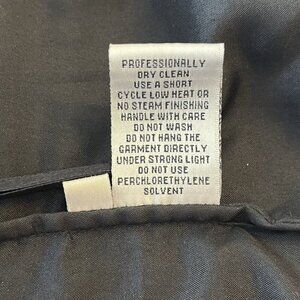 PROFESSIONALLY
DRY CLEAN
USE A SHORT
CYCLE LOW HEAT OR
NO STEAM FINISHING
HANDLE WITH CARE
DO NOT WASH
DO NOT HANG THE
GARMENT DIRECTLY
UNDER STRONG LIGHT
DO NOT USE
PERCHLORETHYLENE
SOLVENT